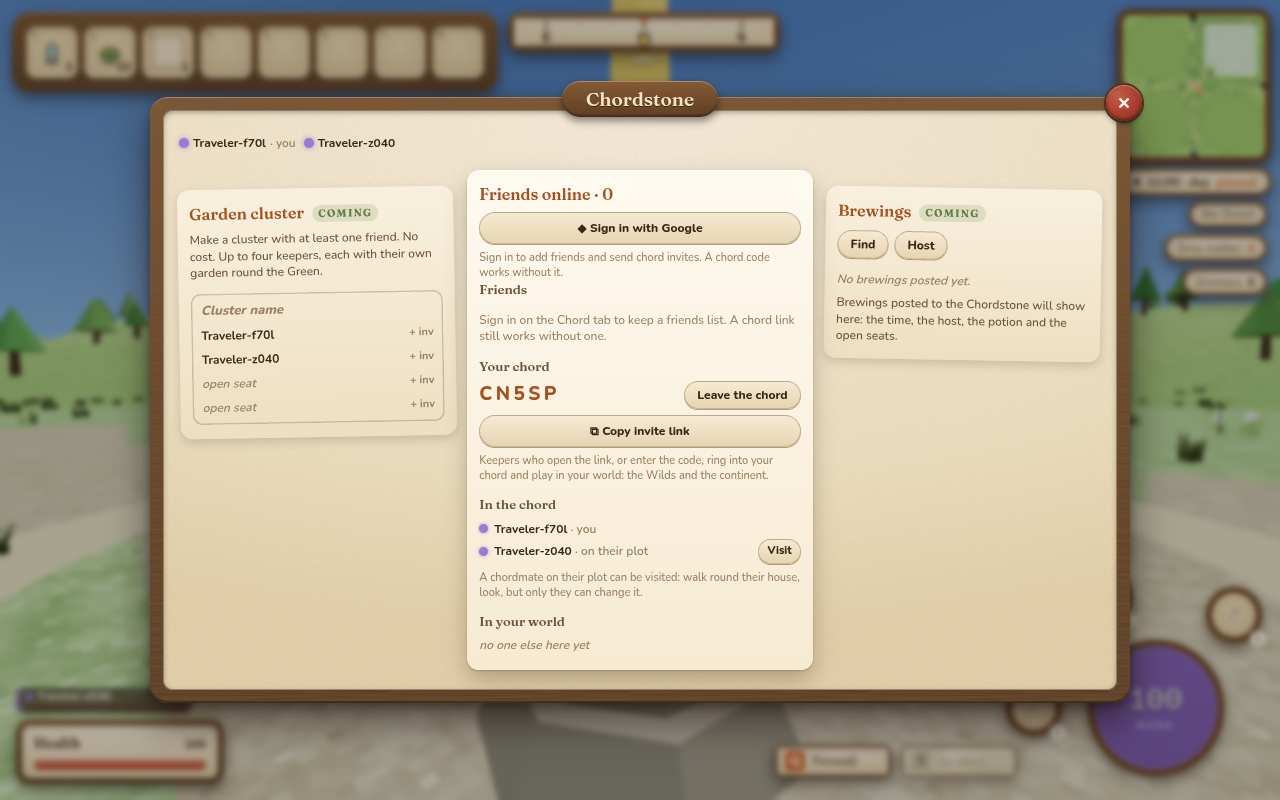 Chordstone
Traveler-f70l · you Traveler-z040
Garden cluster COMING
Make a cluster with at least one friend. No
cost. Up to four keepers, each with their own
garden round the Green.
Cluster name
Traveler-f70l + inv
Traveler-z040 + inv
open seat + inv
open seat + inv
Friends online · 0
◆ Sign in with Google
Sign in to add friends and send chord invites. A chord code
works without it.
Friends
Sign in on the Chord tab to keep a friends list. A chord link
still works without one.
Your chord
CN5SP
Leave the chord
⧉ Copy invite link
Keepers who open the link, or enter the code, ring into your
chord and play in your world: the Wilds and the continent.
In the chord
Traveler-f70l · you
Traveler-z040 · on their plot Visit
A chordmate on their plot can be visited: walk round their house,
look, but only they can change it.
In your world
no one else here yet
Brewings COMING
Find Host
No brewings posted yet.
Brewings posted to the Chordstone will show
here: the time, the host, the potion and the
open seats.
Traveler-z040
Health 100
100